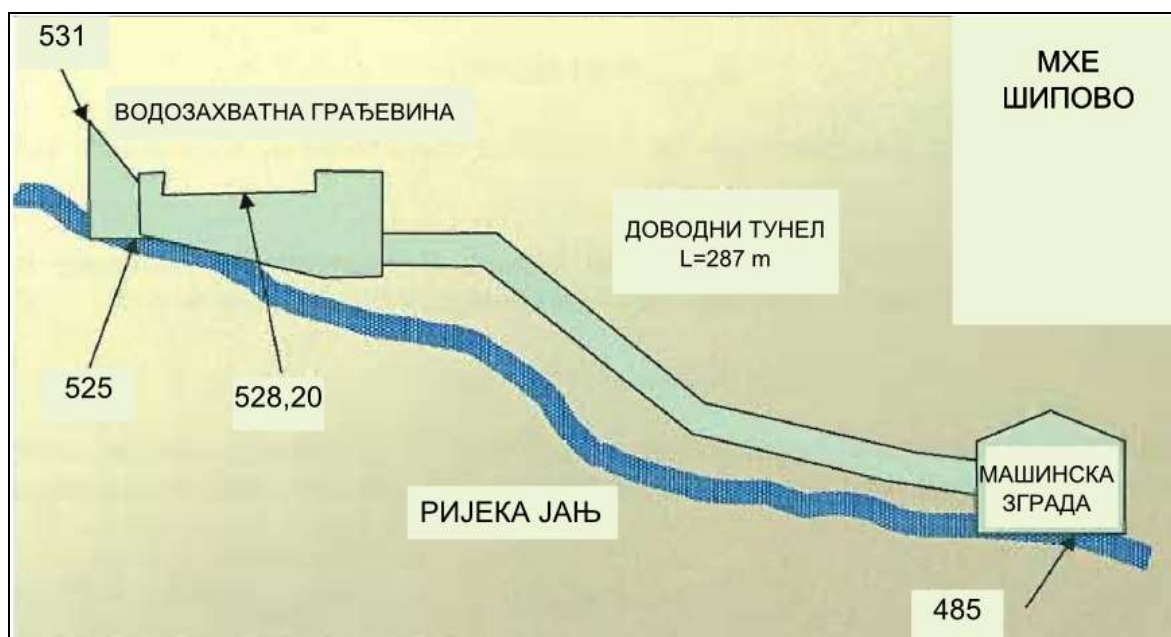 531
МХЕ
ШИПОВО
ВОДОЗАХВАТНА ГРАЂЕВИНА
ДОВОДНИ ТУНЕЛ
L=287 m
525
528,20
МАШИНСКА
ЗГРАДА
РИЈЕКА ЈАЊ
485